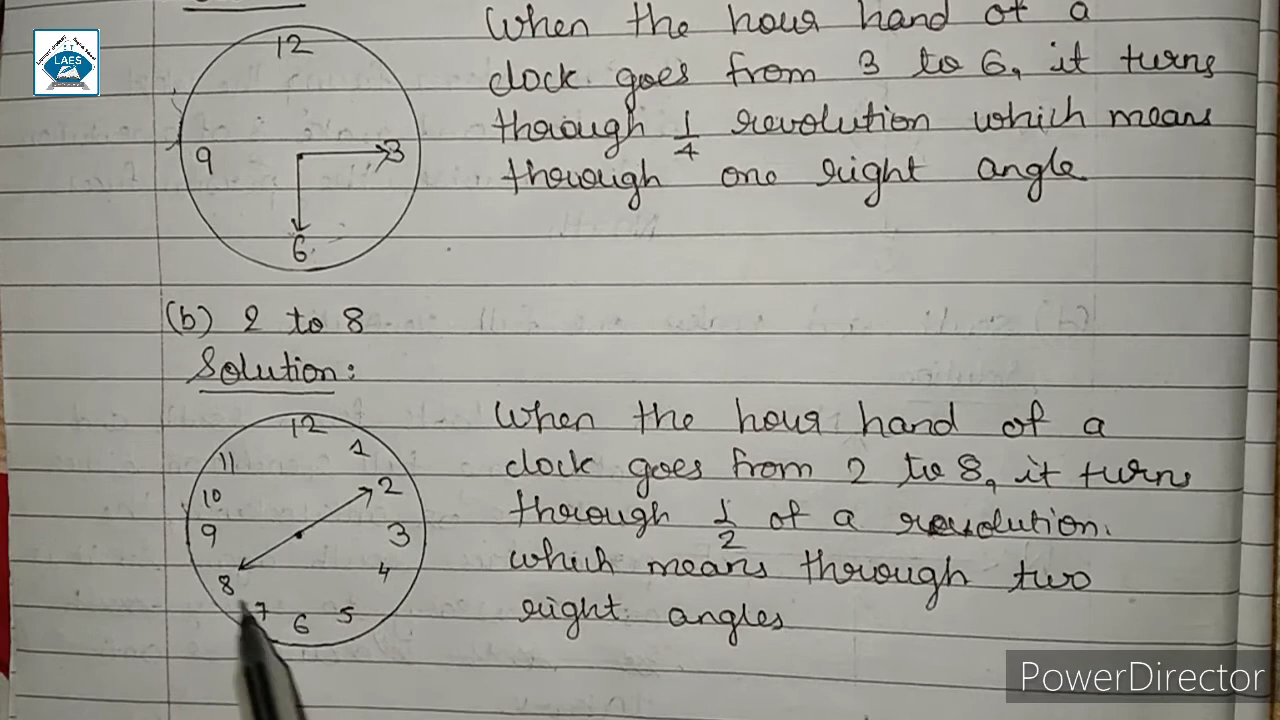 LAES
12
9
3
6
When the hour hand of a
clock goes from 3 to 6, it turns
through 1/4 revolution which means
through one right angle
(b) 2 to 8
Solution:
12
11
1
10
2
9
3
8
4
7
6
5
When the hour hand of a
clock goes from 2 to 8, it turns
through 1/2 of a revolution.
which means through two
right angles
PowerDirector